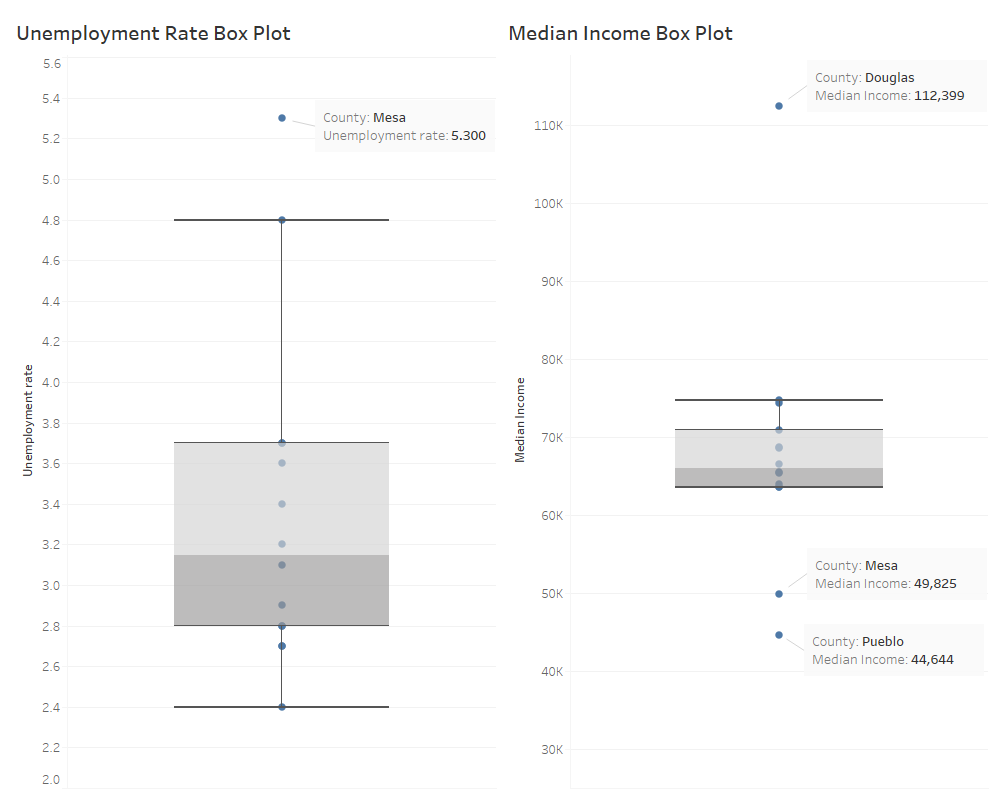 Unemployment Rate Box Plot
5.6
5.4
5.2
5.0
4.8
4.6
4.4
4.2
4.0
3.8
3.6
3.4
3.2
3.0
2.8
2.6
2.4
2.2
2.0
Unemployment rate
County: Mesa
Unemployment rate: 5.300
Median Income Box Plot
110K
100K
90K
80K
70K
60K
50K
40K
30K
Median Income
County: Douglas
Median Income: 112,399
County: Mesa
Median Income: 49,825
County: Pueblo
Median Income: 44,644